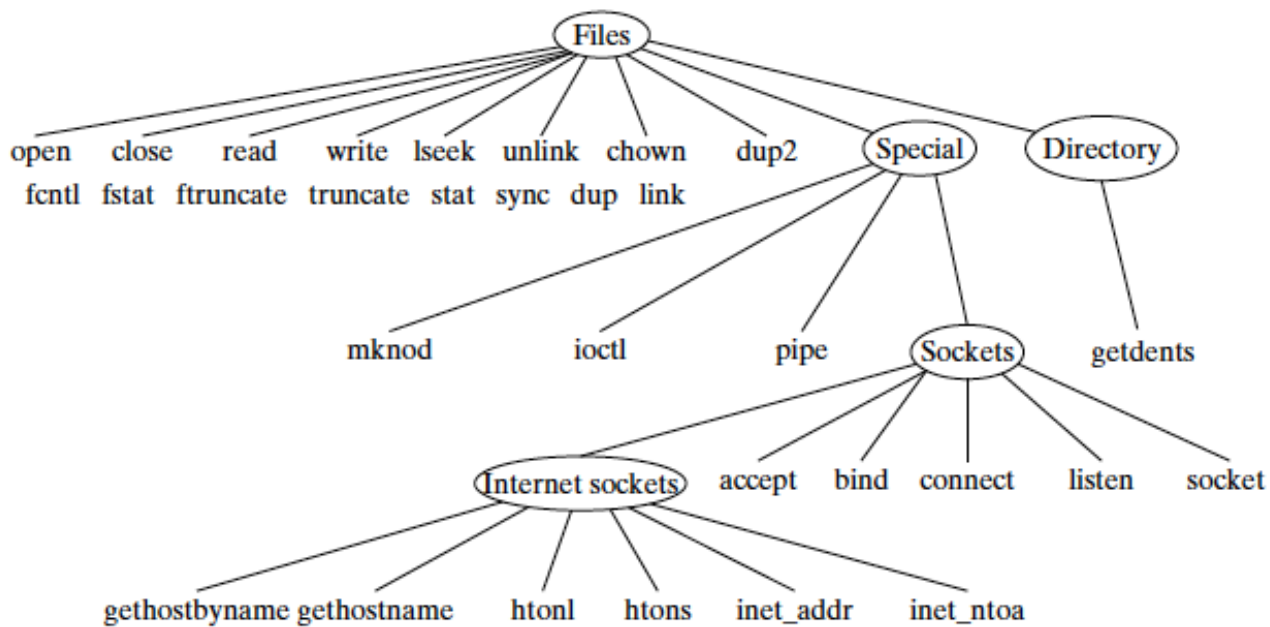 Files
open close read write lseek unlink chown dup2 Special Directory
fcntl fstat ftruncate truncate stat sync dup link
mknod ioctl pipe Sockets getdents
Internet sockets accept bind connect listen socket
gethostbyname gethostname htonl htons inet_addr inet_ntoa